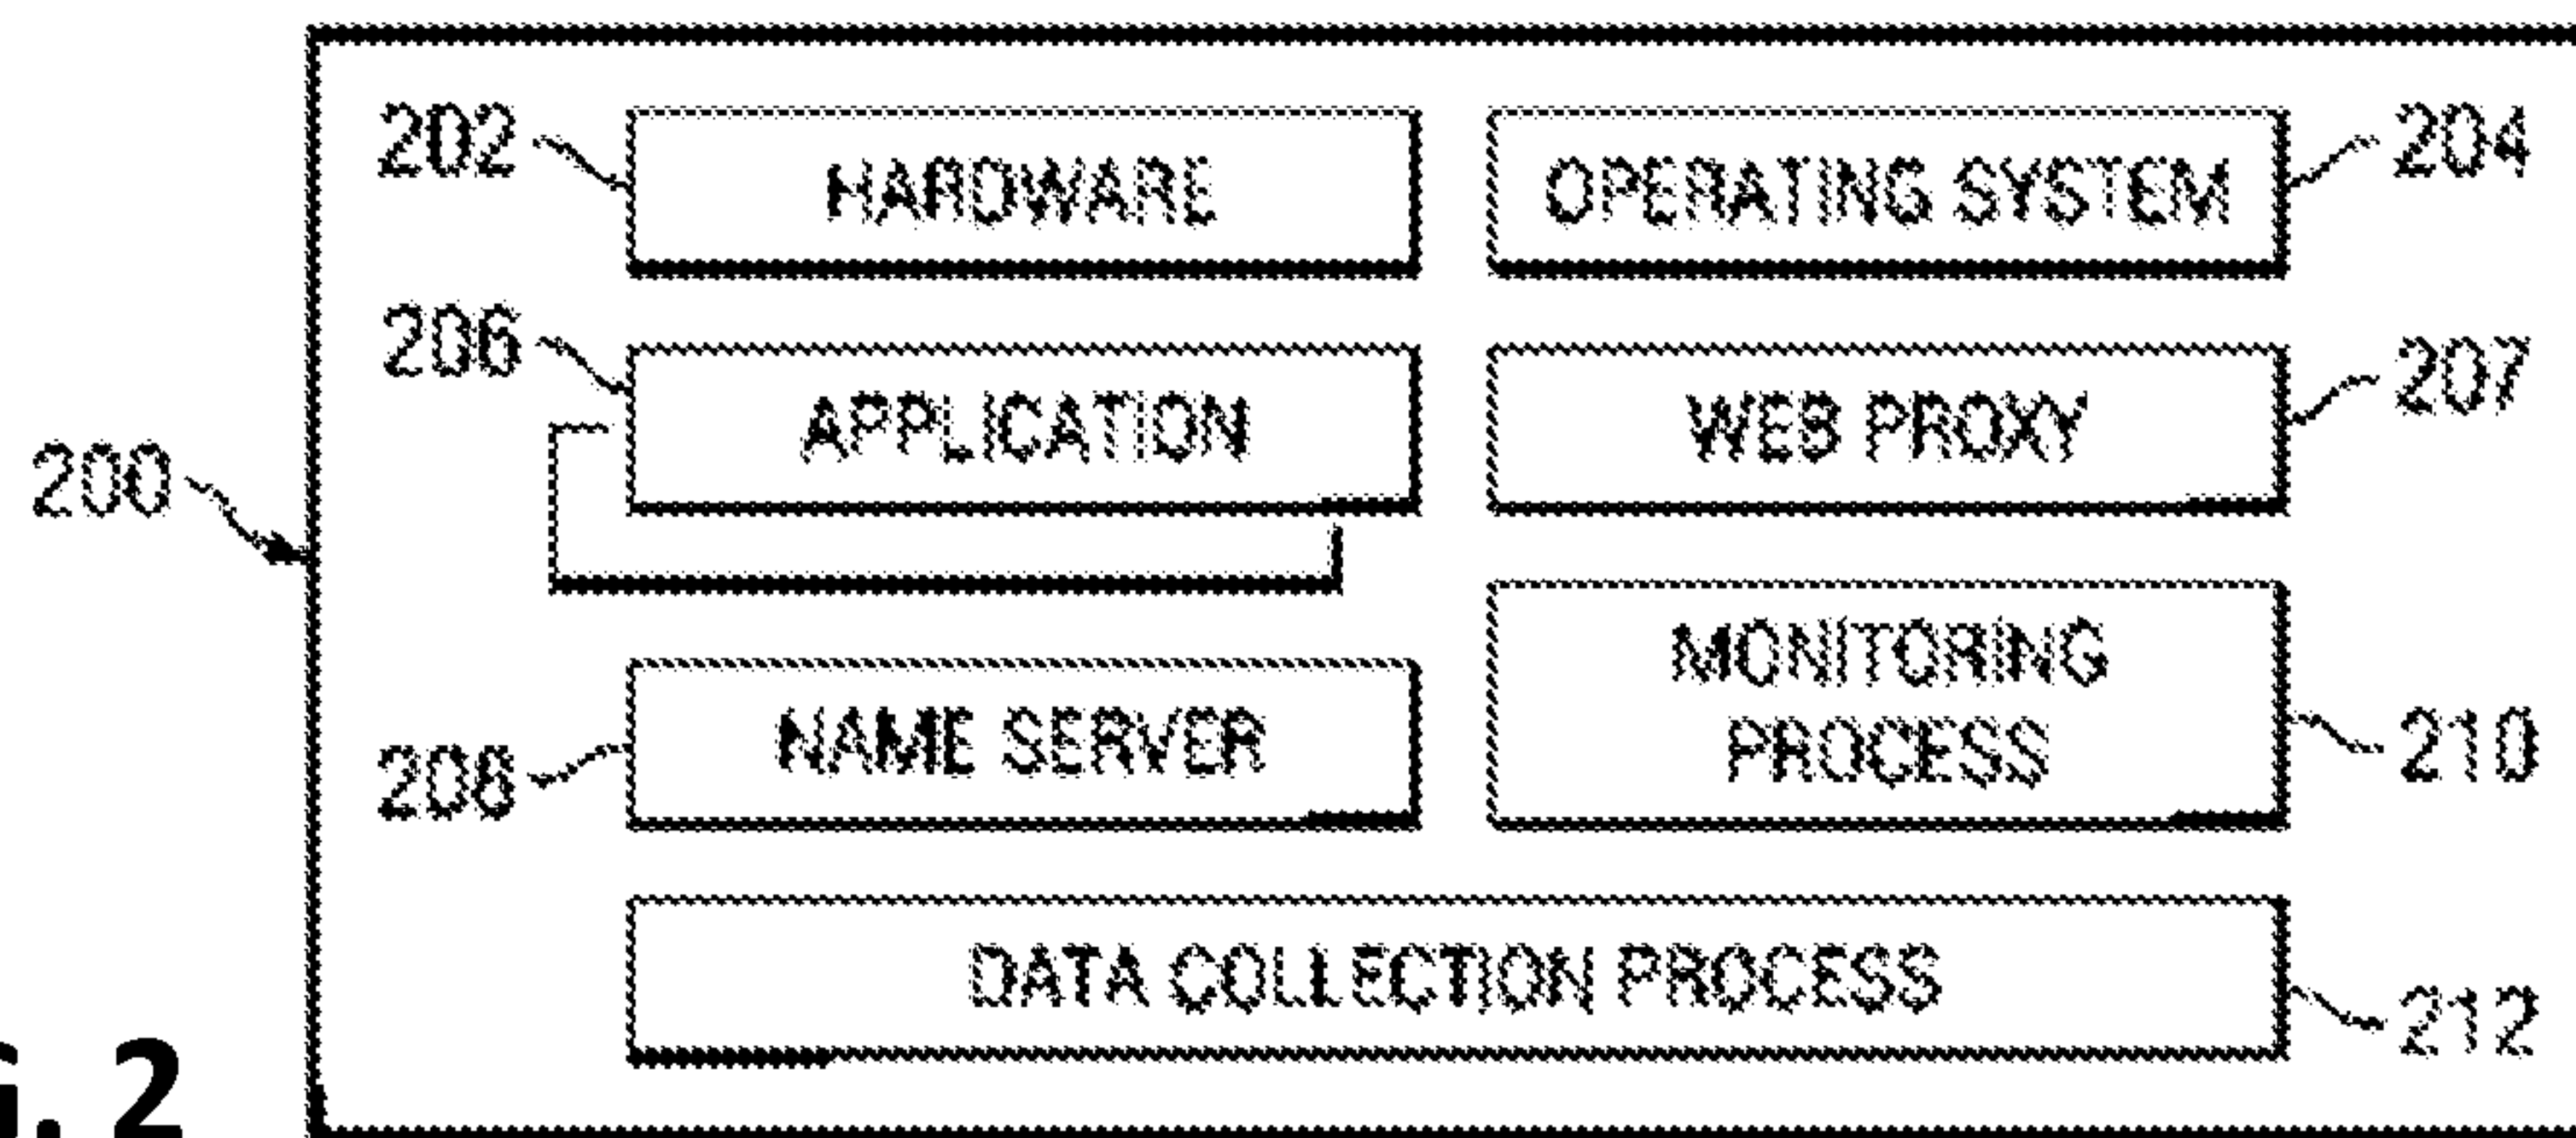 202 HARDWARE OPERATING SYSTEM 204
206 APPLICATION WEB PROXY 207
200
MONITORING
208 NAME SERVER PROCESS 210
DATA COLLECTION PROCESS 212
. 2